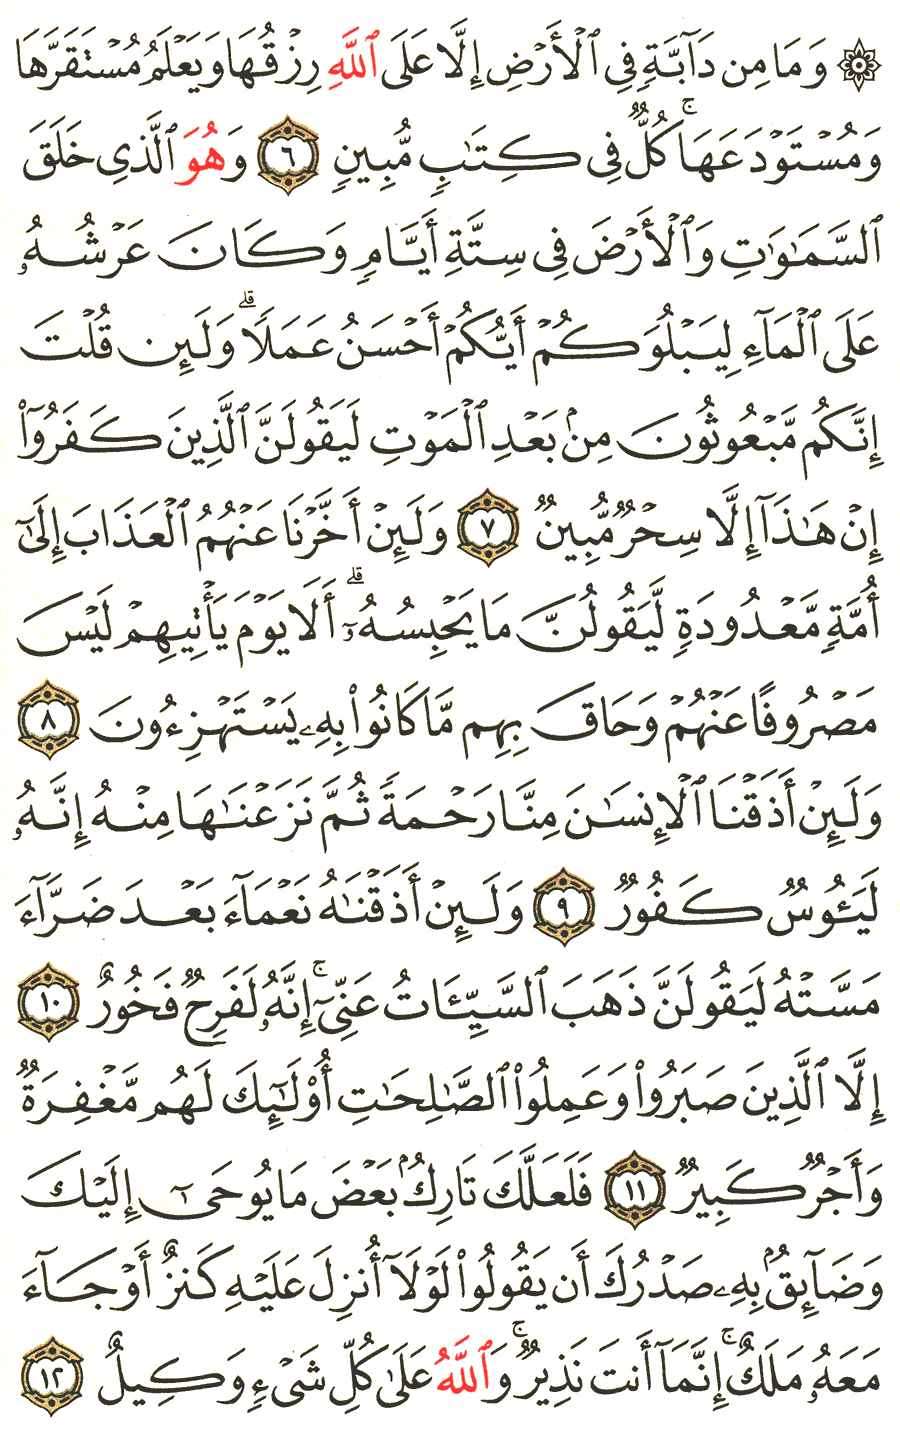 ۞ وَمَا مِن دَآبَّةٍ فِي ٱلْأَرْضِ إِلَّا عَلَى ٱللَّهِ رِزْقُهَا وَيَعْلَمُ مُسْتَقَرَّهَا
وَمُسْتَوْدَعَهَا ۚ كُلٌّ فِي كِتَٰبٍ مُّبِينٍ ٦ وَهُوَ ٱلَّذِي خَلَقَ
ٱلسَّمَٰوَٰتِ وَٱلْأَرْضَ فِي سِتَّةِ أَيَّامٍ وَكَانَ عَرْشُهُۥ
عَلَى ٱلْمَآءِ لِيَبْلُوَكُمْ أَيُّكُمْ أَحْسَنُ عَمَلًا ۗ وَلَئِن قُلْتَ
إِنَّكُم مَّبْعُوثُونَ مِنۢ بَعْدِ ٱلْمَوْتِ لَيَقُولَنَّ ٱلَّذِينَ كَفَرُوٓا۟
إِنْ هَٰذَآ إِلَّا سِحْرٌ مُّبِينٌ ٧ وَلَئِنْ أَخَّرْنَا عَنْهُمُ ٱلْعَذَابَ إِلَىٰٓ
أُمَّةٍ مَّعْدُودَةٍ لَّيَقُولُنَّ مَا يَحْبِسُهُۥٓ ۗ أَلَا يَوْمَ يَأْتِيهِمْ لَيْسَ
مَصْرُوفًا عَنْهُمْ وَحَاقَ بِهِم مَّا كَانُوا۟ بِهِۦ يَسْتَهْزِءُونَ ٨
وَلَئِنْ أَذَقْنَا ٱلْإِنسَٰنَ مِنَّا رَحْمَةً ثُمَّ نَزَعْنَٰهَا مِنْهُ إِنَّهُۥ
لَيَـُٔوسٌ كَفُورٌ ٩ وَلَئِنْ أَذَقْنَٰهُ نَعْمَآءَ بَعْدَ ضَرَّآءَ
مَسَّتْهُ لَيَقُولَنَّ ذَهَبَ ٱلسَّيِّـَٔاتُ عَنِّيٓ ۚ إِنَّهُۥ لَفَرِحٌ فَخُورٌ ١٠
إِلَّا ٱلَّذِينَ صَبَرُوا۟ وَعَمِلُوا۟ ٱلصَّٰلِحَٰتِ أُو۟لَٰٓئِكَ لَهُم مَّغْفِرَةٌ
وَأَجْرٌ كَبِيرٌ ١١ فَلَعَلَّكَ تَارِكٌۢ بَعْضَ مَا يُوحَىٰٓ إِلَيْكَ
وَضَآئِقٌۢ بِهِۦ صَدْرُكَ أَن يَقُولُوا۟ لَوْلَآ أُنزِلَ عَلَيْهِ كَنزٌ أَوْ جَآءَ
مَعَهُۥ مَلَكٌ ۚ إِنَّمَآ أَنتَ نَذِيرٌ ۚ وَٱللَّهُ عَلَىٰ كُلِّ شَيْءٍ وَكِيلٌ ١٢